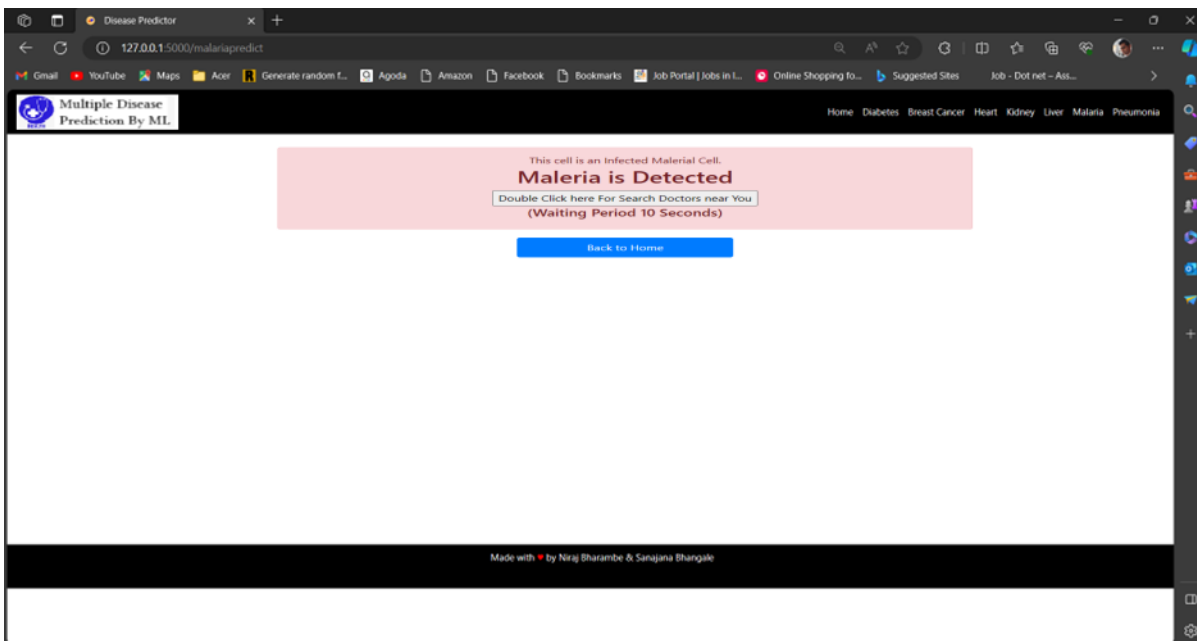 Disease Predictor
127.0.0.1:5000/malariapredict
Gmail YouTube Maps Acer Generate random f... Agoda Amazon Facebook Bookmarks Job Portal | Jobs in I... Online Shopping fo... Suggested Sites Job - Dot net – Ass...
Multiple Disease
Prediction By ML
Home Diabetes Breast Cancer Heart Kidney Liver Malaria Pneumonia
This cell is an Infected Malerial Cell.
Maleria is Detected
Double Click here For Search Doctors near You
(Waiting Period 10 Seconds)
Back to Home
Made with ♥ by Niraj Bharambe & Sanajana Bhangale